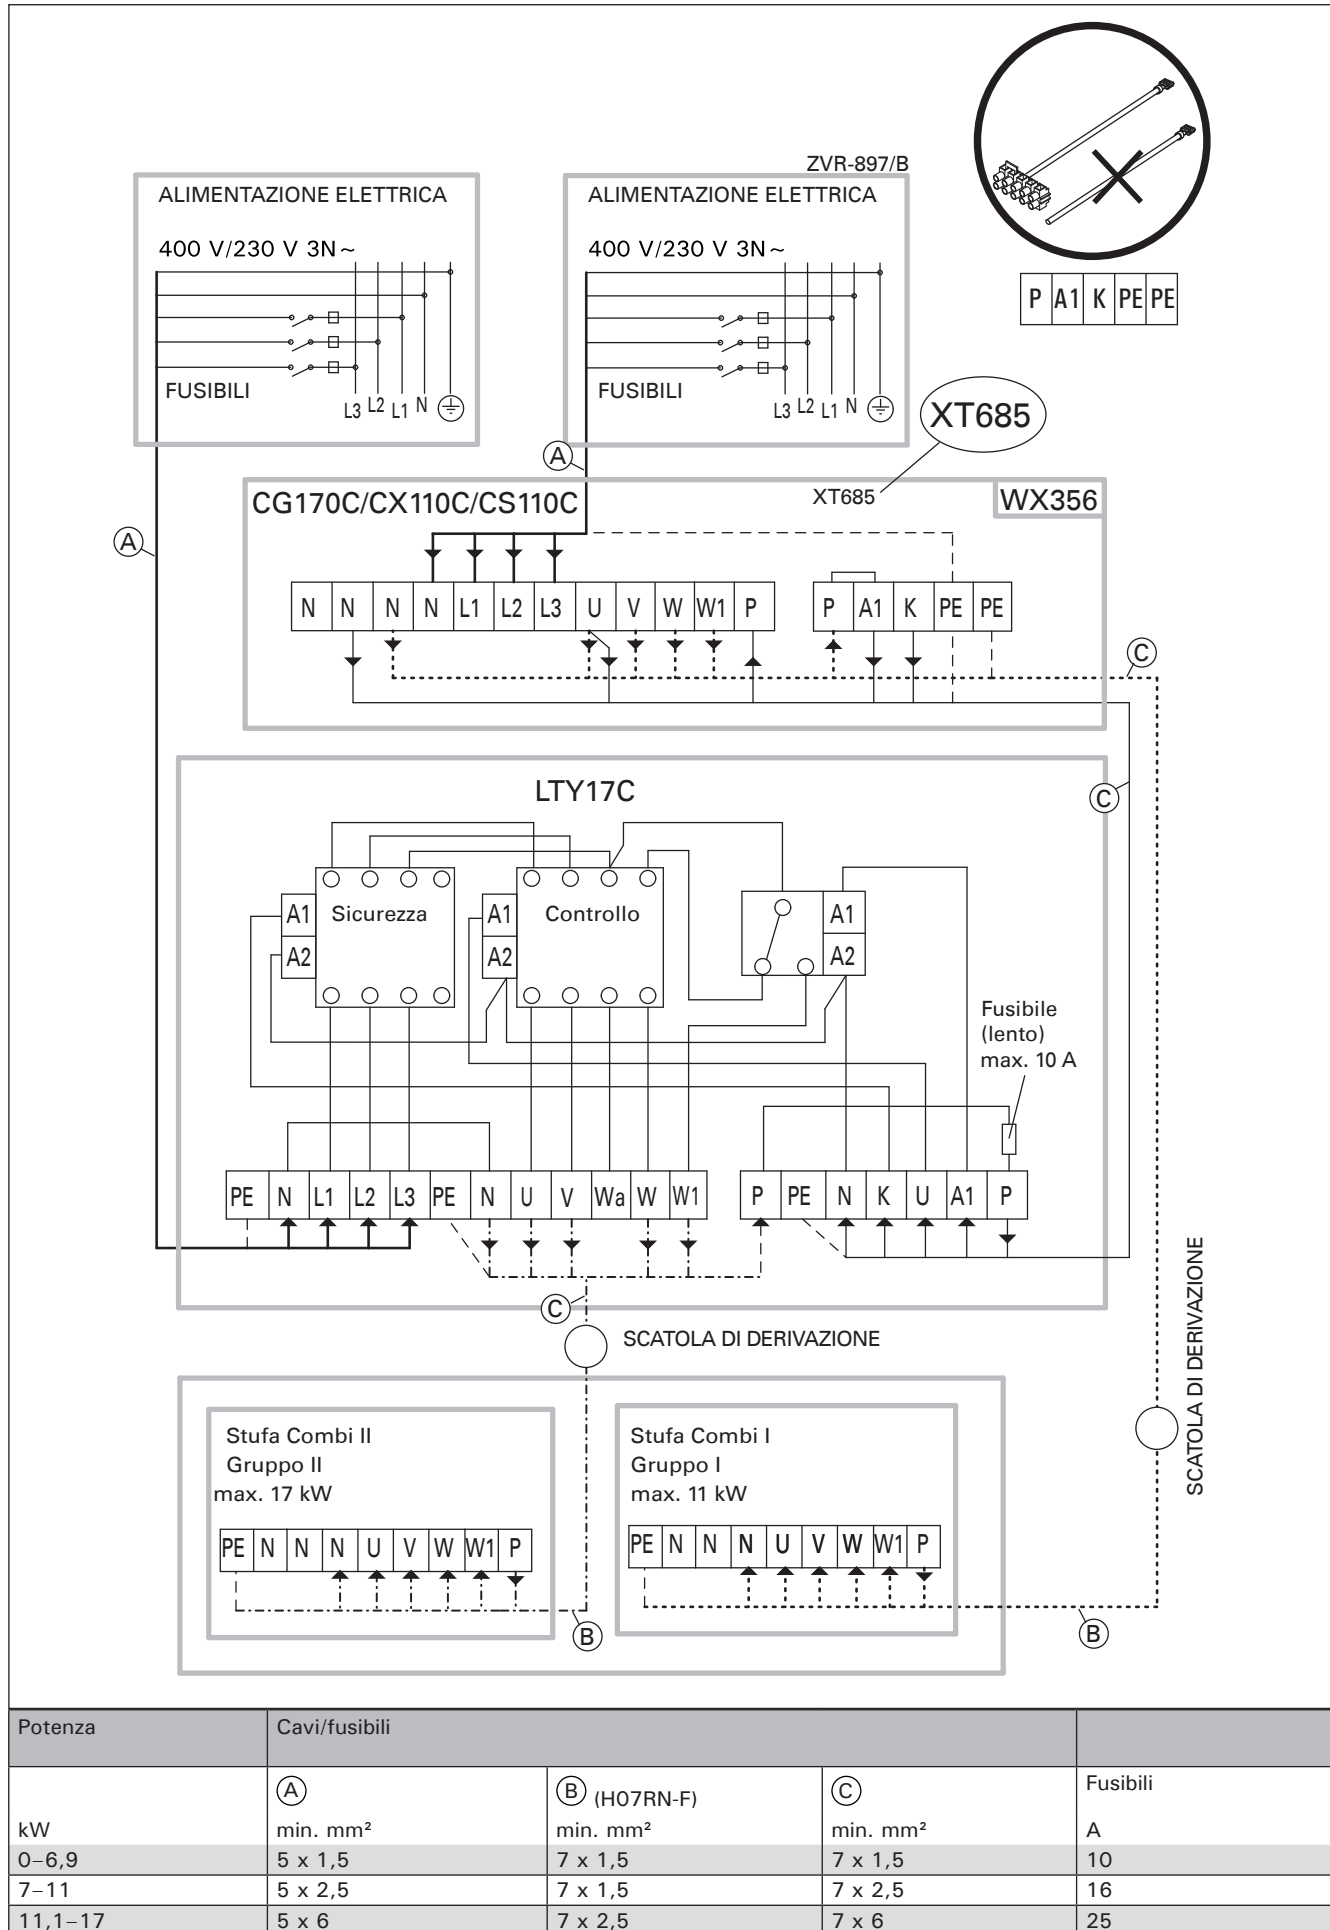 ZVR-897/B
ALIMENTAZIONE ELETTRICA
400 V/230 V 3N~
FUSIBILI
L3 L2 L1 N
ALIMENTAZIONE ELETTRICA
400 V/230 V 3N~
FUSIBILI
L3 L2 L1 N
P A1 K PE PE
XT685
A
A
CG170C/CX110C/CS110C
XT685
WX356
N N N N L1 L2 L3 U V W W1 P
P A1 K PE PE
C
LTY17C
C
A1
A2
Sicurezza
A1
A2
Controllo
A1
A2
Fusibile
(lento)
max. 10 A
PE N L1 L2 L3 PE N U V Wa W W1
P PE N K U A1 P
C
SCATOLA DI DERIVAZIONE
SCATOLA DI DERIVAZIONE
Stufa Combi II
Gruppo II
max. 17 kW
PE N N N U V W W1 P
B
Stufa Combi I
Gruppo I
max. 11 kW
PE N N N U V W W1 P
B
Potenza Cavi/fusibili
A B (H07RN-F) C Fusibili
kW min. mm² min. mm² min. mm² A
0–6,9 5 x 1,5 7 x 1,5 7 x 1,5 10
7–11 5 x 2,5 7 x 1,5 7 x 2,5 16
11,1–17 5 x 6 7 x 2,5 7 x 6 25